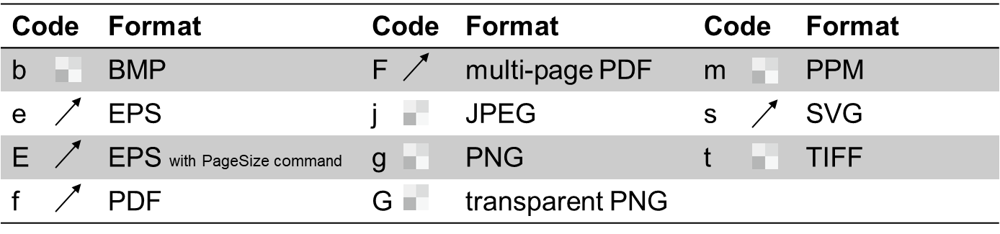 Code Format Code Format Code Format
b BMP F multi-page PDF m PPM
e EPS j JPEG s SVG
E EPS with PageSize command g PNG t TIFF
f PDF G transparent PNG